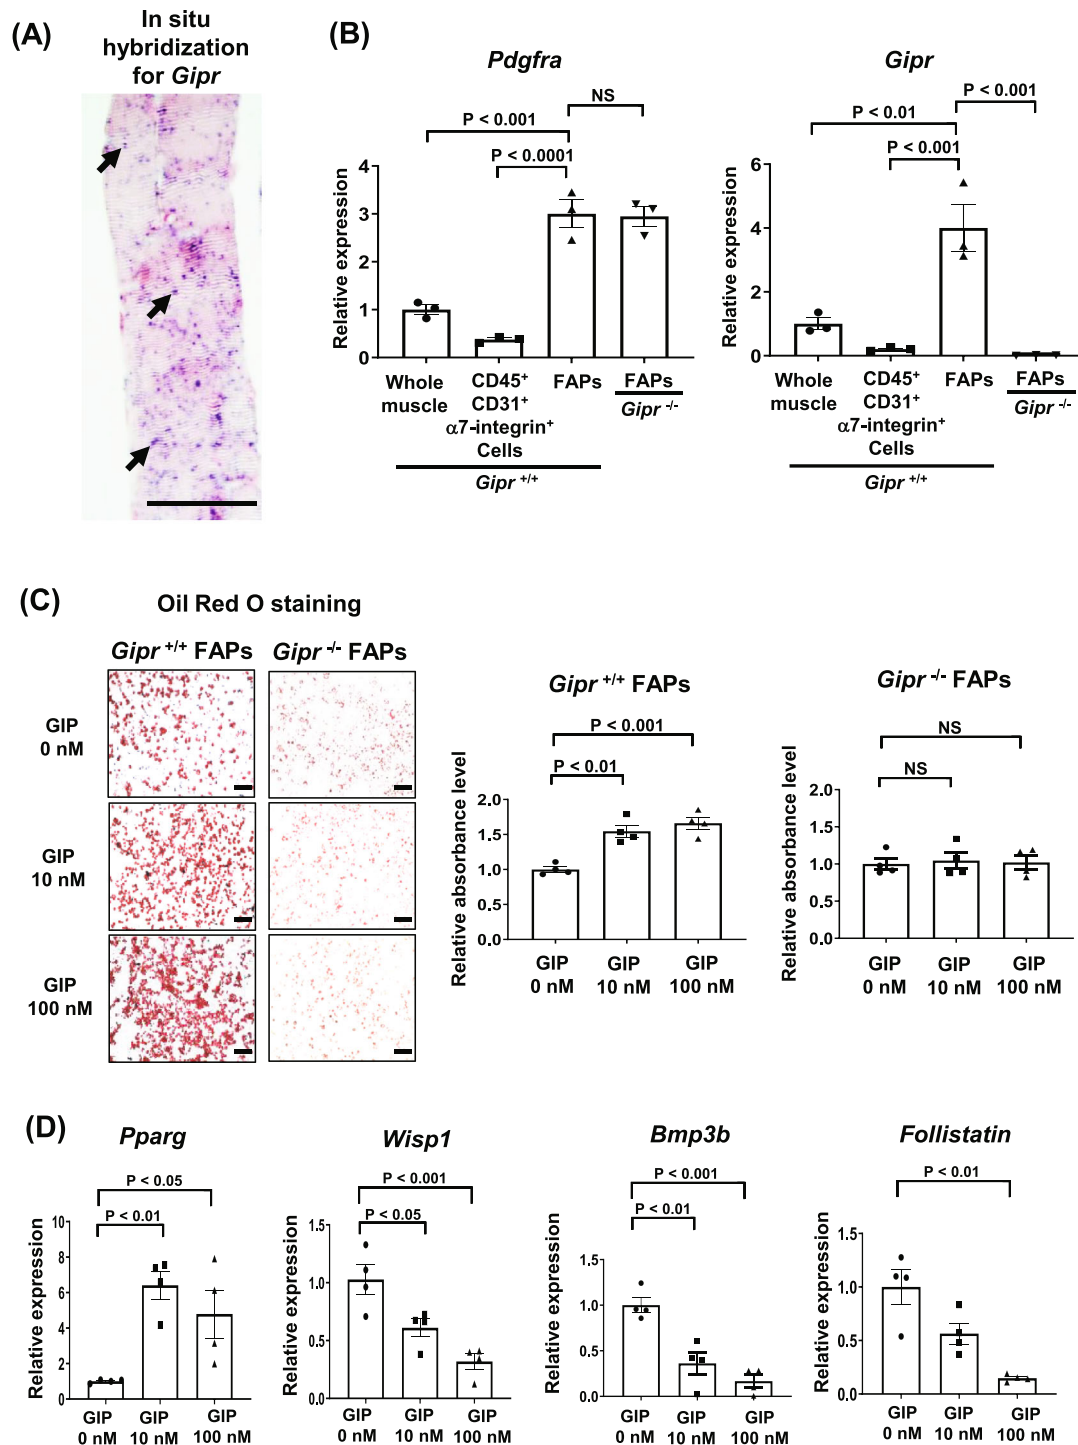 (A)
In situ
hybridization
for Gipr
(B)
Pdgfra
NS
P < 0.001
P < 0.0001
Relative expression
4
3
2
1
0
Whole
muscle
CD45⁺
CD31⁺
α7-integrin⁺
Cells
FAPs
FAPs
Gipr ⁻/⁻
Gipr ⁺/⁺
Gipr
P < 0.001
P < 0.01
P < 0.001
Relative expression
6
4
2
0
Whole
muscle
CD45⁺
CD31⁺
α7-integrin⁺
Cells
FAPs
FAPs
Gipr ⁻/⁻
Gipr ⁺/⁺
(C)
Oil Red O staining
Gipr ⁺/⁺ FAPs
Gipr ⁻/⁻ FAPs
GIP
0 nM
GIP
10 nM
GIP
100 nM
Gipr ⁺/⁺ FAPs
P < 0.001
P < 0.01
Relative absorbance level
2.0
1.5
1.0
0.5
0.0
GIP
0 nM
GIP
10 nM
GIP
100 nM
Gipr ⁻/⁻ FAPs
NS
NS
Relative absorbance level
2.0
1.5
1.0
0.5
0.0
GIP
0 nM
GIP
10 nM
GIP
100 nM
(D)
Pparg
P < 0.05
P < 0.01
Relative expression
10
8
6
4
2
0
GIP
0 nM
GIP
10 nM
GIP
100 nM
Wisp1
P < 0.001
P < 0.05
Relative expression
1.5
1.0
0.5
0.0
GIP
0 nM
GIP
10 nM
GIP
100 nM
Bmp3b
P < 0.001
P < 0.01
Relative expression
1.5
1.0
0.5
0.0
GIP
0 nM
GIP
10 nM
GIP
100 nM
Follistatin
P < 0.01
Relative expression
1.5
1.0
0.5
0.0
GIP
0 nM
GIP
10 nM
GIP
100 nM